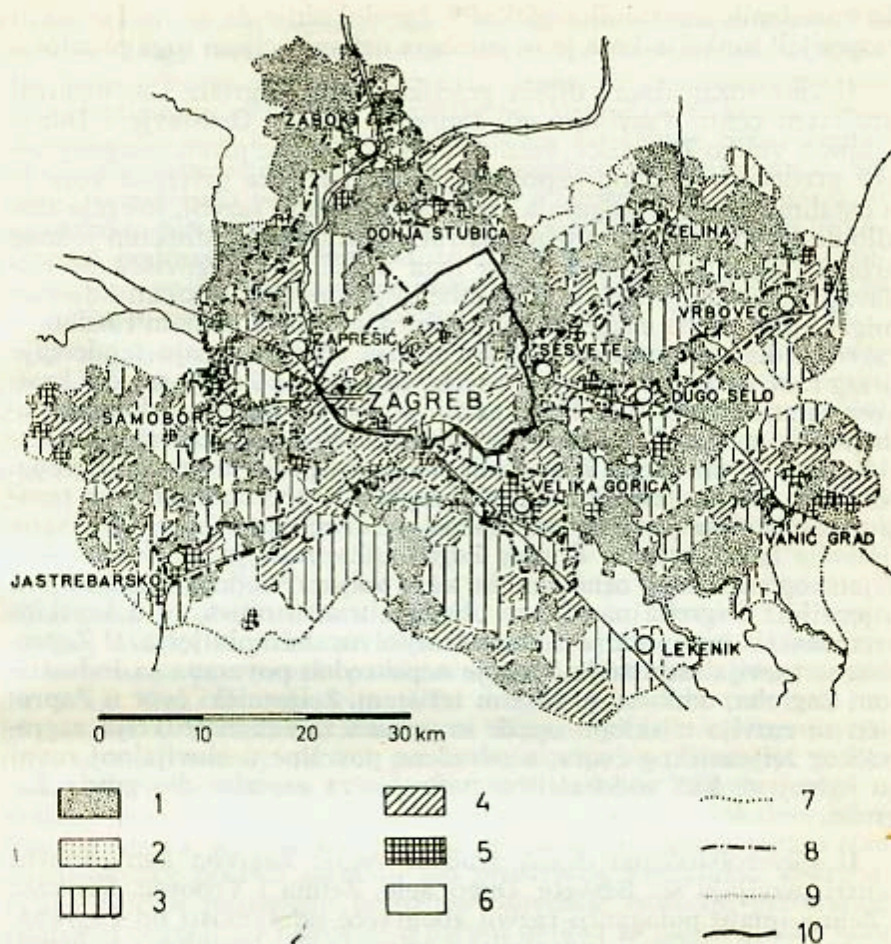 ZABOK
DONJA STUBICA
ZELINA
VRBOVEC
ZAPREŠIĆ
SESVETE
ZAGREB
DUGO SELO
SAMOBOR
VELIKA GORICA
IVANIĆ GRAD
JASTREBARSKO
LEKENIK
0 10 20 30 km
1 4 7
2 5 8
3 6 9
10